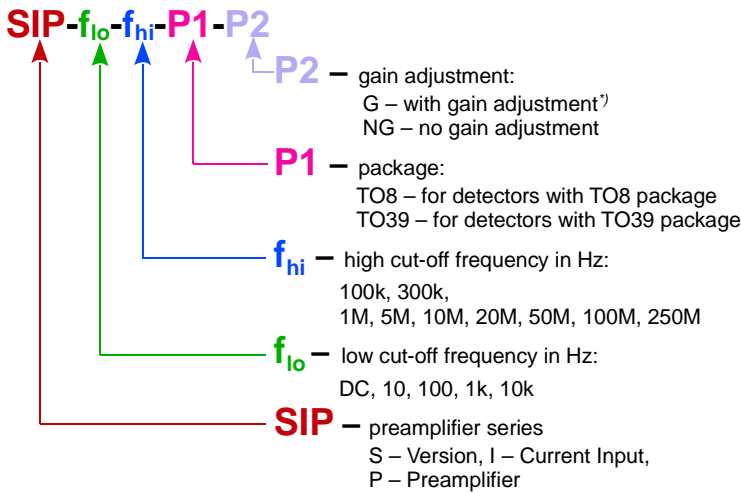 SIP-flo-fhi-P1-P2
P2 – gain adjustment:
G – with gain adjustment*)
NG – no gain adjustment
P1 – package:
TO8 – for detectors with TO8 package
TO39 – for detectors with TO39 package
fhi – high cut-off frequency in Hz:
100k, 300k,
1M, 5M, 10M, 20M, 50M, 100M, 250M
flo – low cut-off frequency in Hz:
DC, 10, 100, 1k, 10k
SIP – preamplifier series
S – Version, I – Current Input,
P – Preamplifier